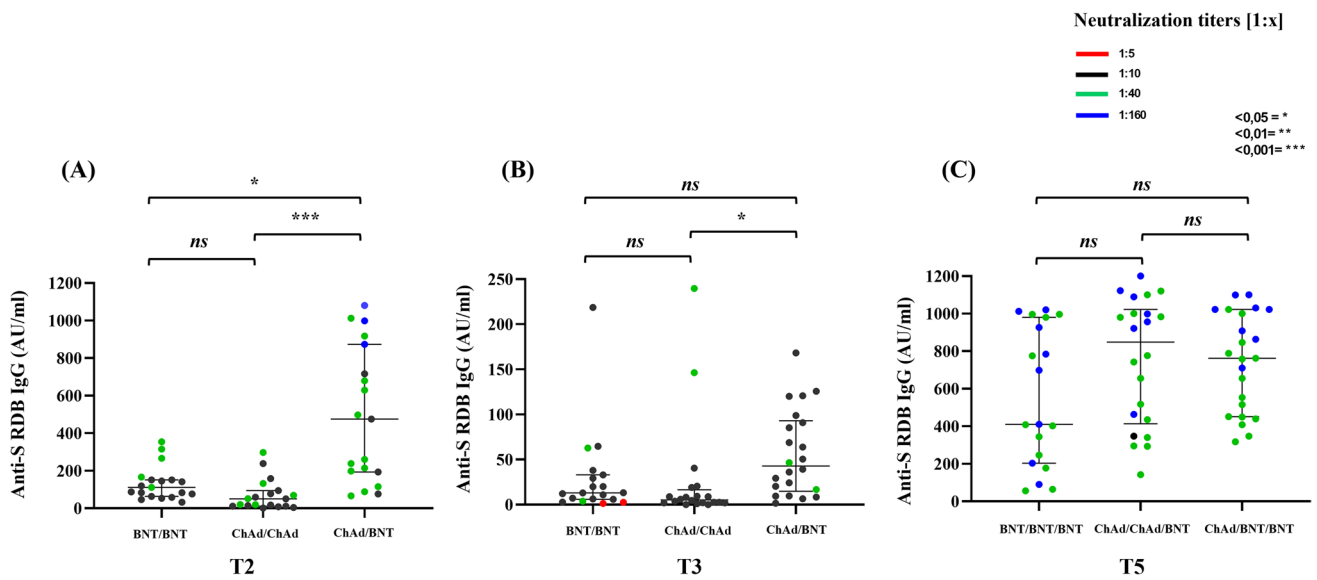 Neutralization titers [1:x]
1:5
1:10
1:40
1:160
<0,05 = *
<0,01= **
<0,001= ***
(A)
*
***
ns
Anti-S RDB IgG (AU/ml)
1200
1000
800
600
400
200
0
BNT/BNT
ChAd/ChAd
ChAd/BNT
T2
(B)
ns
*
ns
Anti-S RDB IgG (AU/ml)
250
200
150
100
50
0
BNT/BNT
ChAd/ChAd
ChAd/BNT
T3
(C)
ns
ns
ns
Anti-S RDB IgG (AU/ml)
1200
1000
800
600
400
200
0
BNT/BNT/BNT
ChAd/ChAd/BNT
ChAd/BNT/BNT
T5